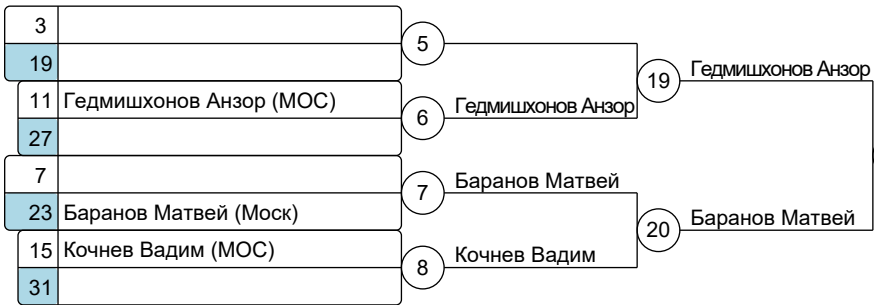 3
19
5
11 Гедмишхонов Анзор (МОС)
27
6
Гедмишхонов Анзор
19
Гедмишхонов Анзор
7
23 Баранов Матвей (Моск)
7
Баранов Матвей
15 Кочнев Вадим (МОС)
31
8
Кочнев Вадим
20
Баранов Матвей